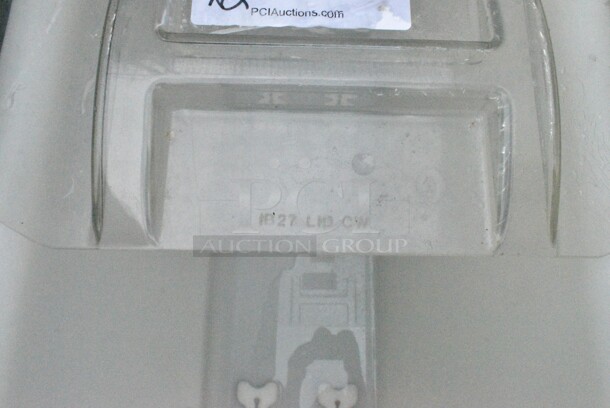 PCIAuctions.com
PCI
IB27 LID CW
AUCTION GROUP